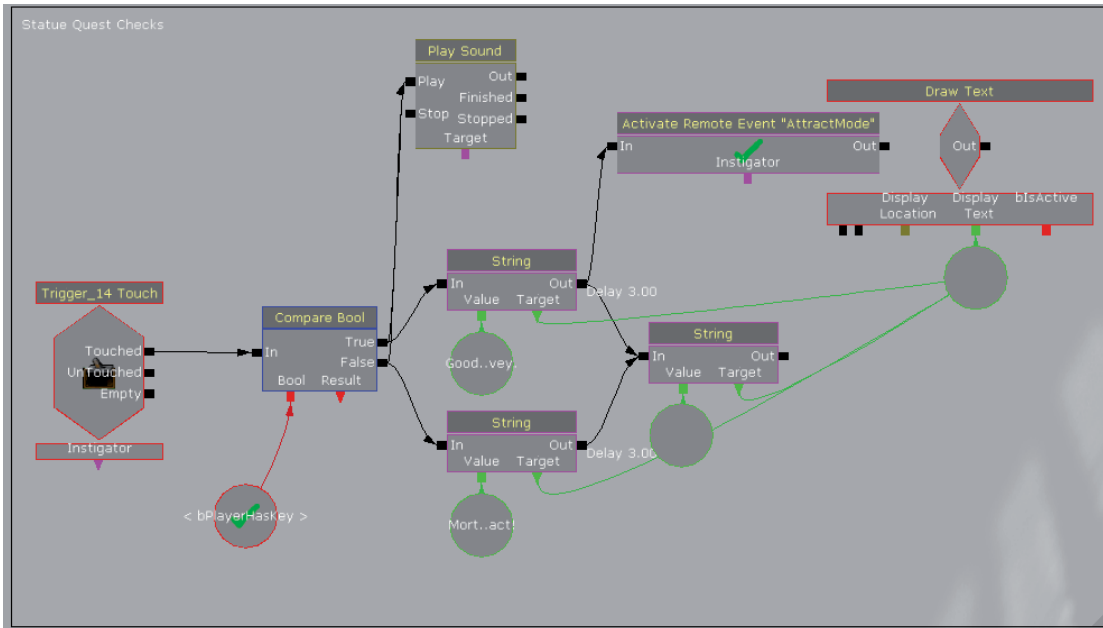 Statue Quest Checks
Play Sound
Play
Out
Finished
Stop
Stopped
Target
Activate Remote Event "AttractMode"
In
Out
Instigator
Draw Text
Out
Display Location
Display Text
bIsActive
Trigger_14 Touch
Touched
UnTouched
Empty
Instigator
Compare Bool
In
True
False
Bool
Result
< bPlayerHasKey >
String
In
Out
Delay 3.00
Value
Target
Good..vey.
String
In
Out
Value
Target
String
In
Out
Delay 3.00
Value
Target
Mort..act!